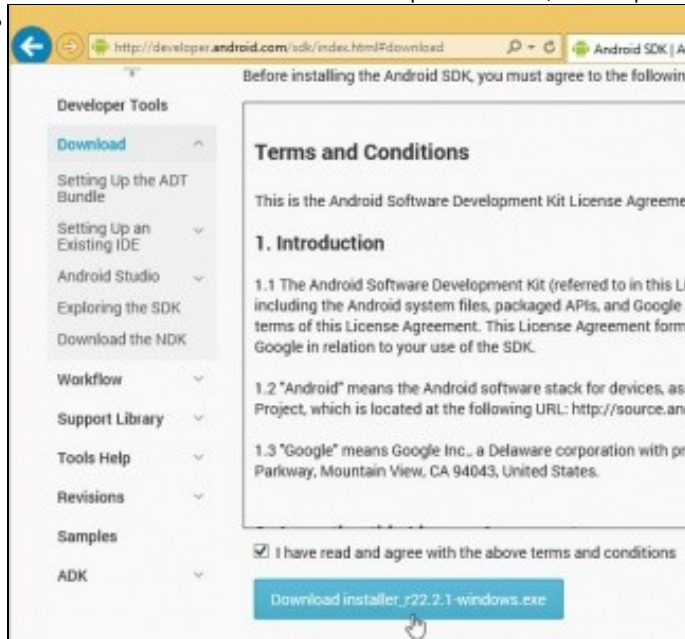 http://developer.android.com/sdk/index.html#download
Android SDK | A
Before installing the Android SDK, you must agree to the followin
Developer Tools
Download
Setting Up the ADT
Bundle
Setting Up an
Existing IDE
Android Studio
Exploring the SDK
Download the NDK
Workflow
Support Library
Tools Help
Revisions
Samples
ADK
Terms and Conditions
This is the Android Software Development Kit License Agreeme
1. Introduction
1.1 The Android Software Development Kit (referred to in this Li
including the Android system files, packaged APIs, and Google
terms of this License Agreement. This License Agreement form
Google in relation to your use of the SDK.
1.2 "Android" means the Android software stack for devices, as
Project, which is located at the following URL: http://source.an
1.3 "Google" means Google Inc., a Delaware corporation with pr
Parkway, Mountain View, CA 94043, United States.
I have read and agree with the above terms and conditions
Download installer_r22.2.1-windows.exe